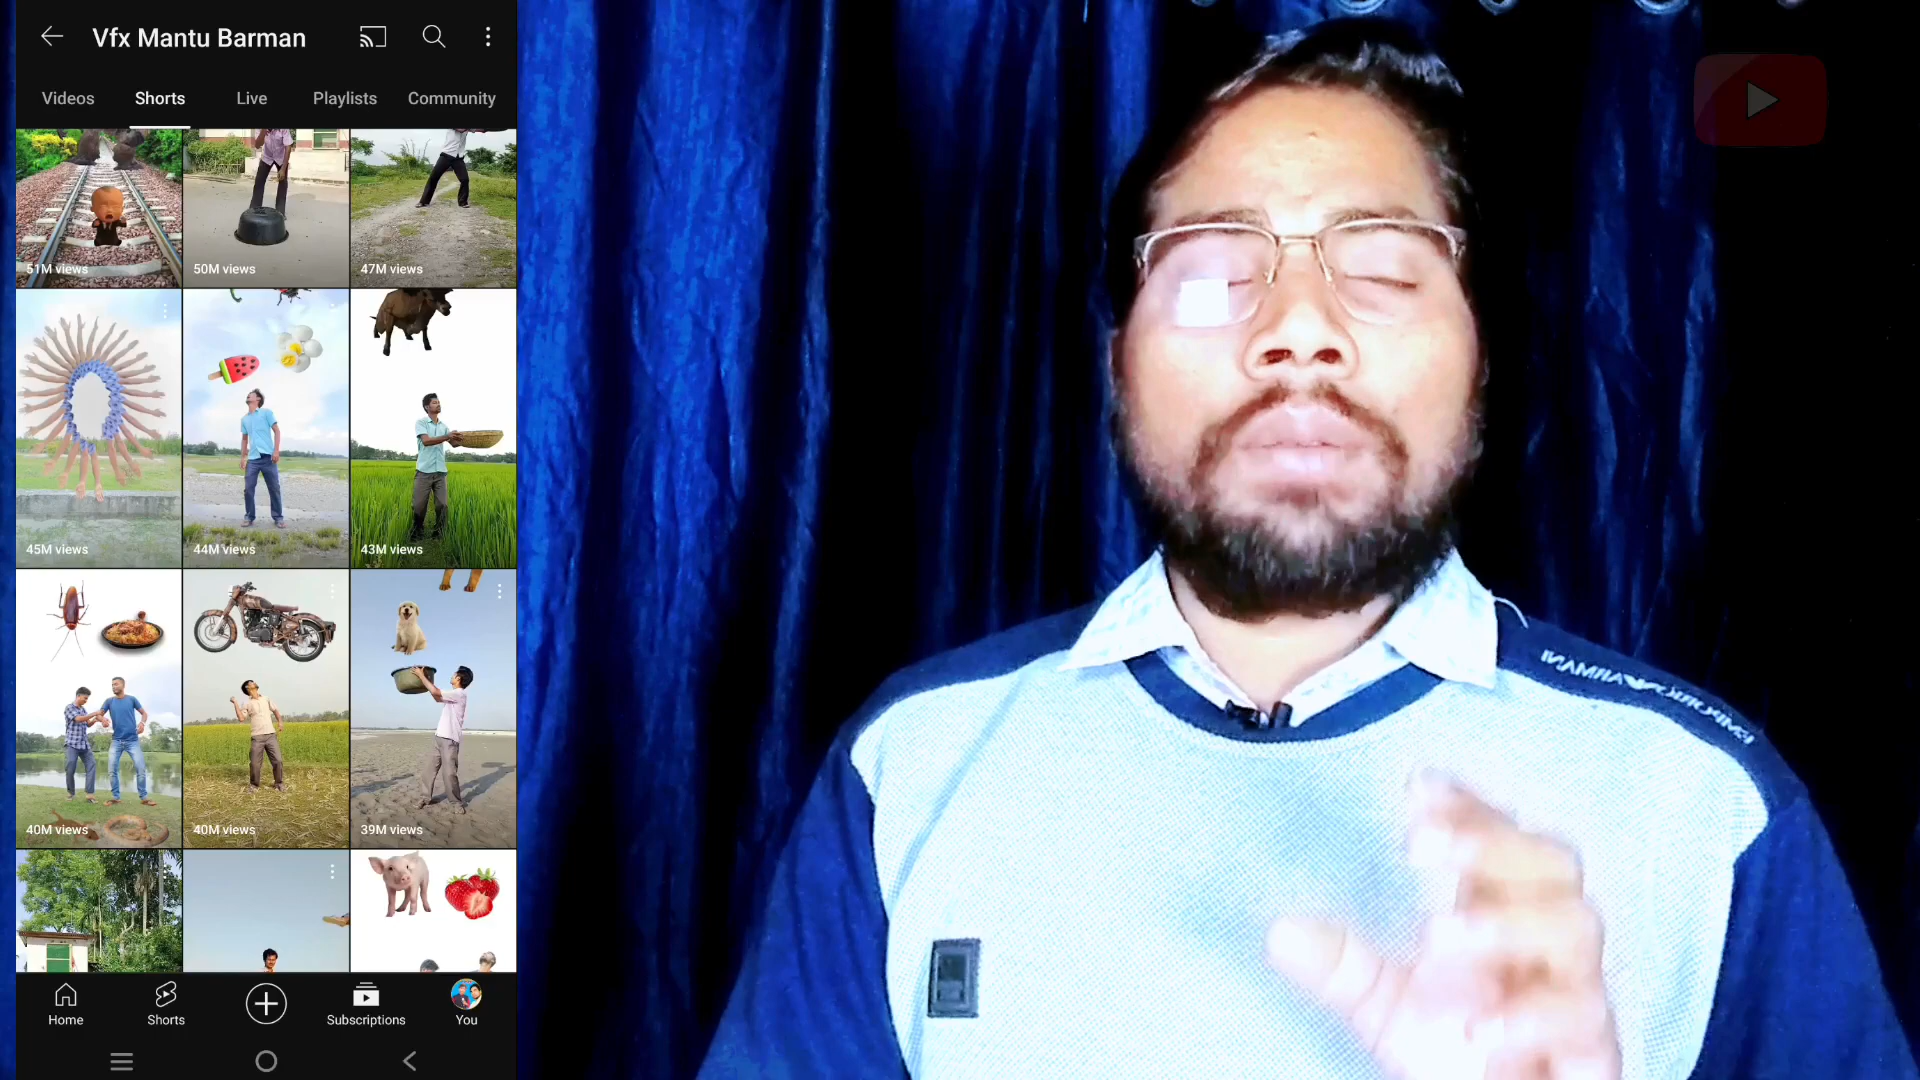 Vfx Mantu Barman
Videos Shorts Live Playlists Community
51M views 50M views 47M views
45M views 44M views 43M views
40M views 40M views 39M views
Home Shorts Subscriptions You